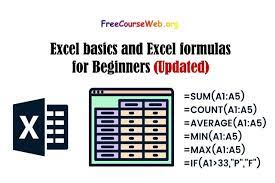 FreeCourseWeb.org
Excel basics and Excel formulas
for Beginners (Updated)
X
=SUM(A1:A5)
=COUNT(A1:A5)
=AVERAGE(A1:A5)
=MIN(A1:A5)
=MAX(A1:A5)
=IF(A1>33,"P","F")